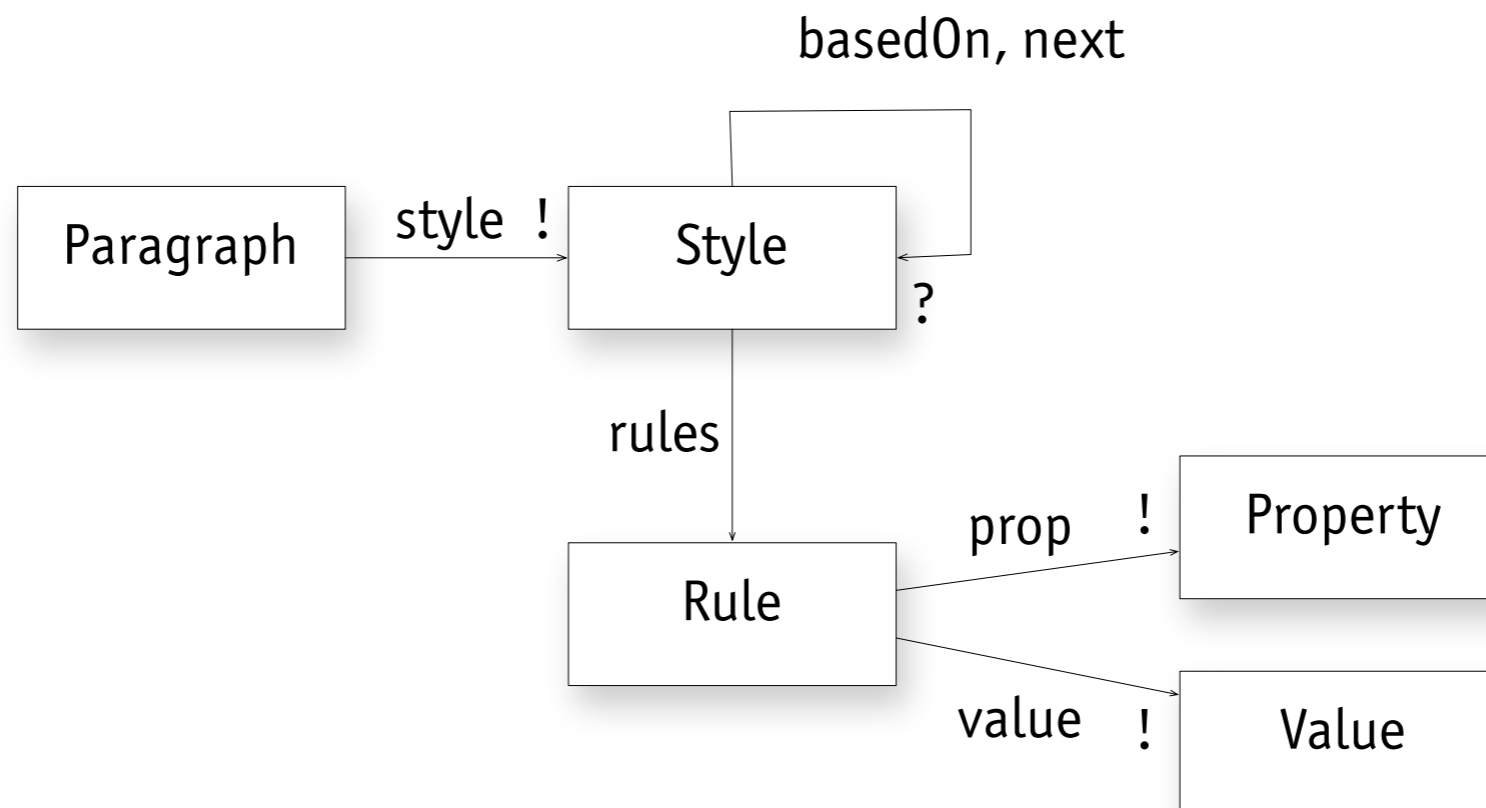 basedOn, next
Paragraph
style !
Style
?
rules
Rule
prop !
Property
value !
Value